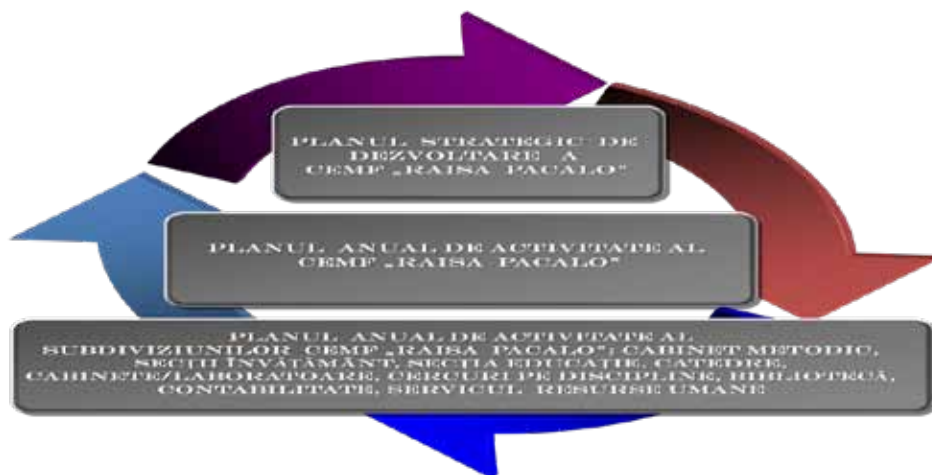 PLANUL STRATEGIC DE
DEZVOLTARE A
CEMF „RAISA PACALO”
PLANUL ANUAL DE ACTIVITATE AL
CEMF „RAISA PACALO”
PLANUL ANUAL DE ACTIVITATE AL
SUBDIVIZIUNILOR CEMF „RAISA PACALO”: CABINET METODIC,
SECȚII ÎNVĂȚĂMÂNT, SECȚIA EDUCAȚIE, CATEDRE,
CABINETE/LABORATOARE, CERCURI PE DISCIPLINE, BIBLIOTECĂ,
CONTABILITATE, SERVICUL RESURSE UMANE